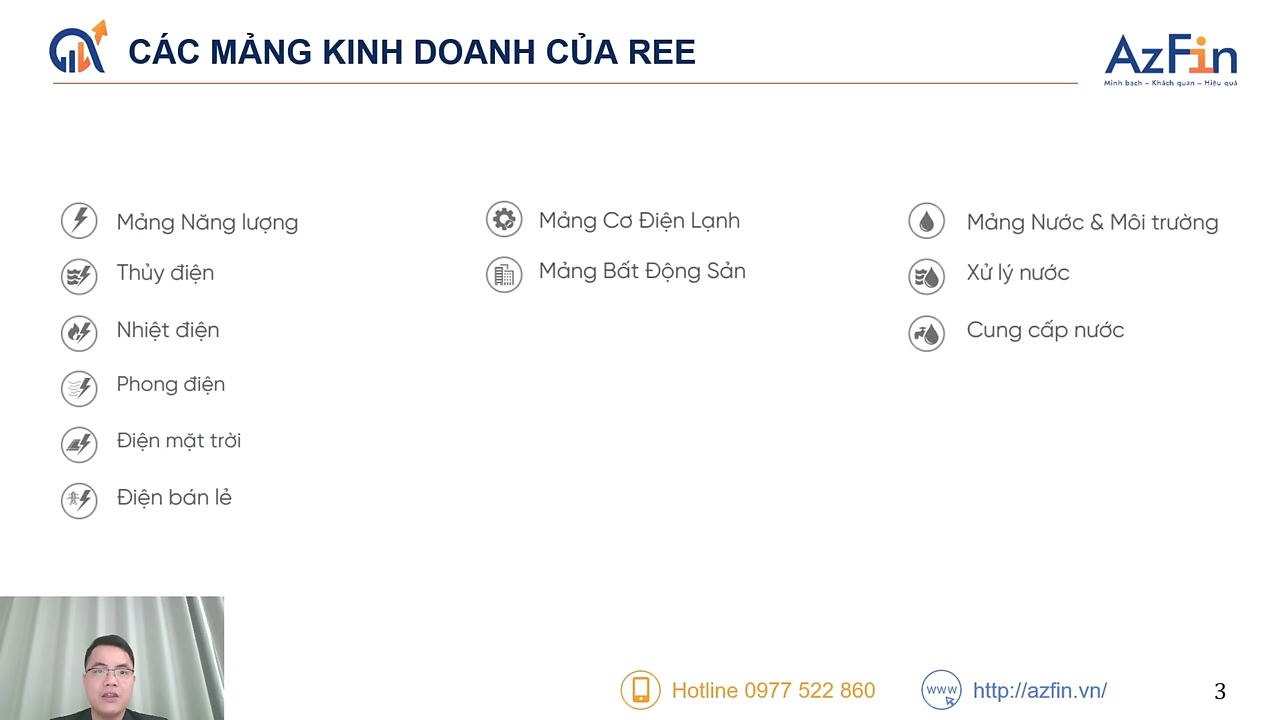 CÁC MẢNG KINH DOANH CỦA REE
AzFin
Minh bạch – Khách quan – Hiệu quả
Mảng Năng lượng
Thủy điện
Nhiệt điện
Phong điện
Điện mặt trời
Điện bán lẻ
Mảng Cơ Điện Lạnh
Mảng Bất Động Sản
Mảng Nước & Môi trường
Xử lý nước
Cung cấp nước
Hotline 0977 522 860
www
http://azfin.vn/
3